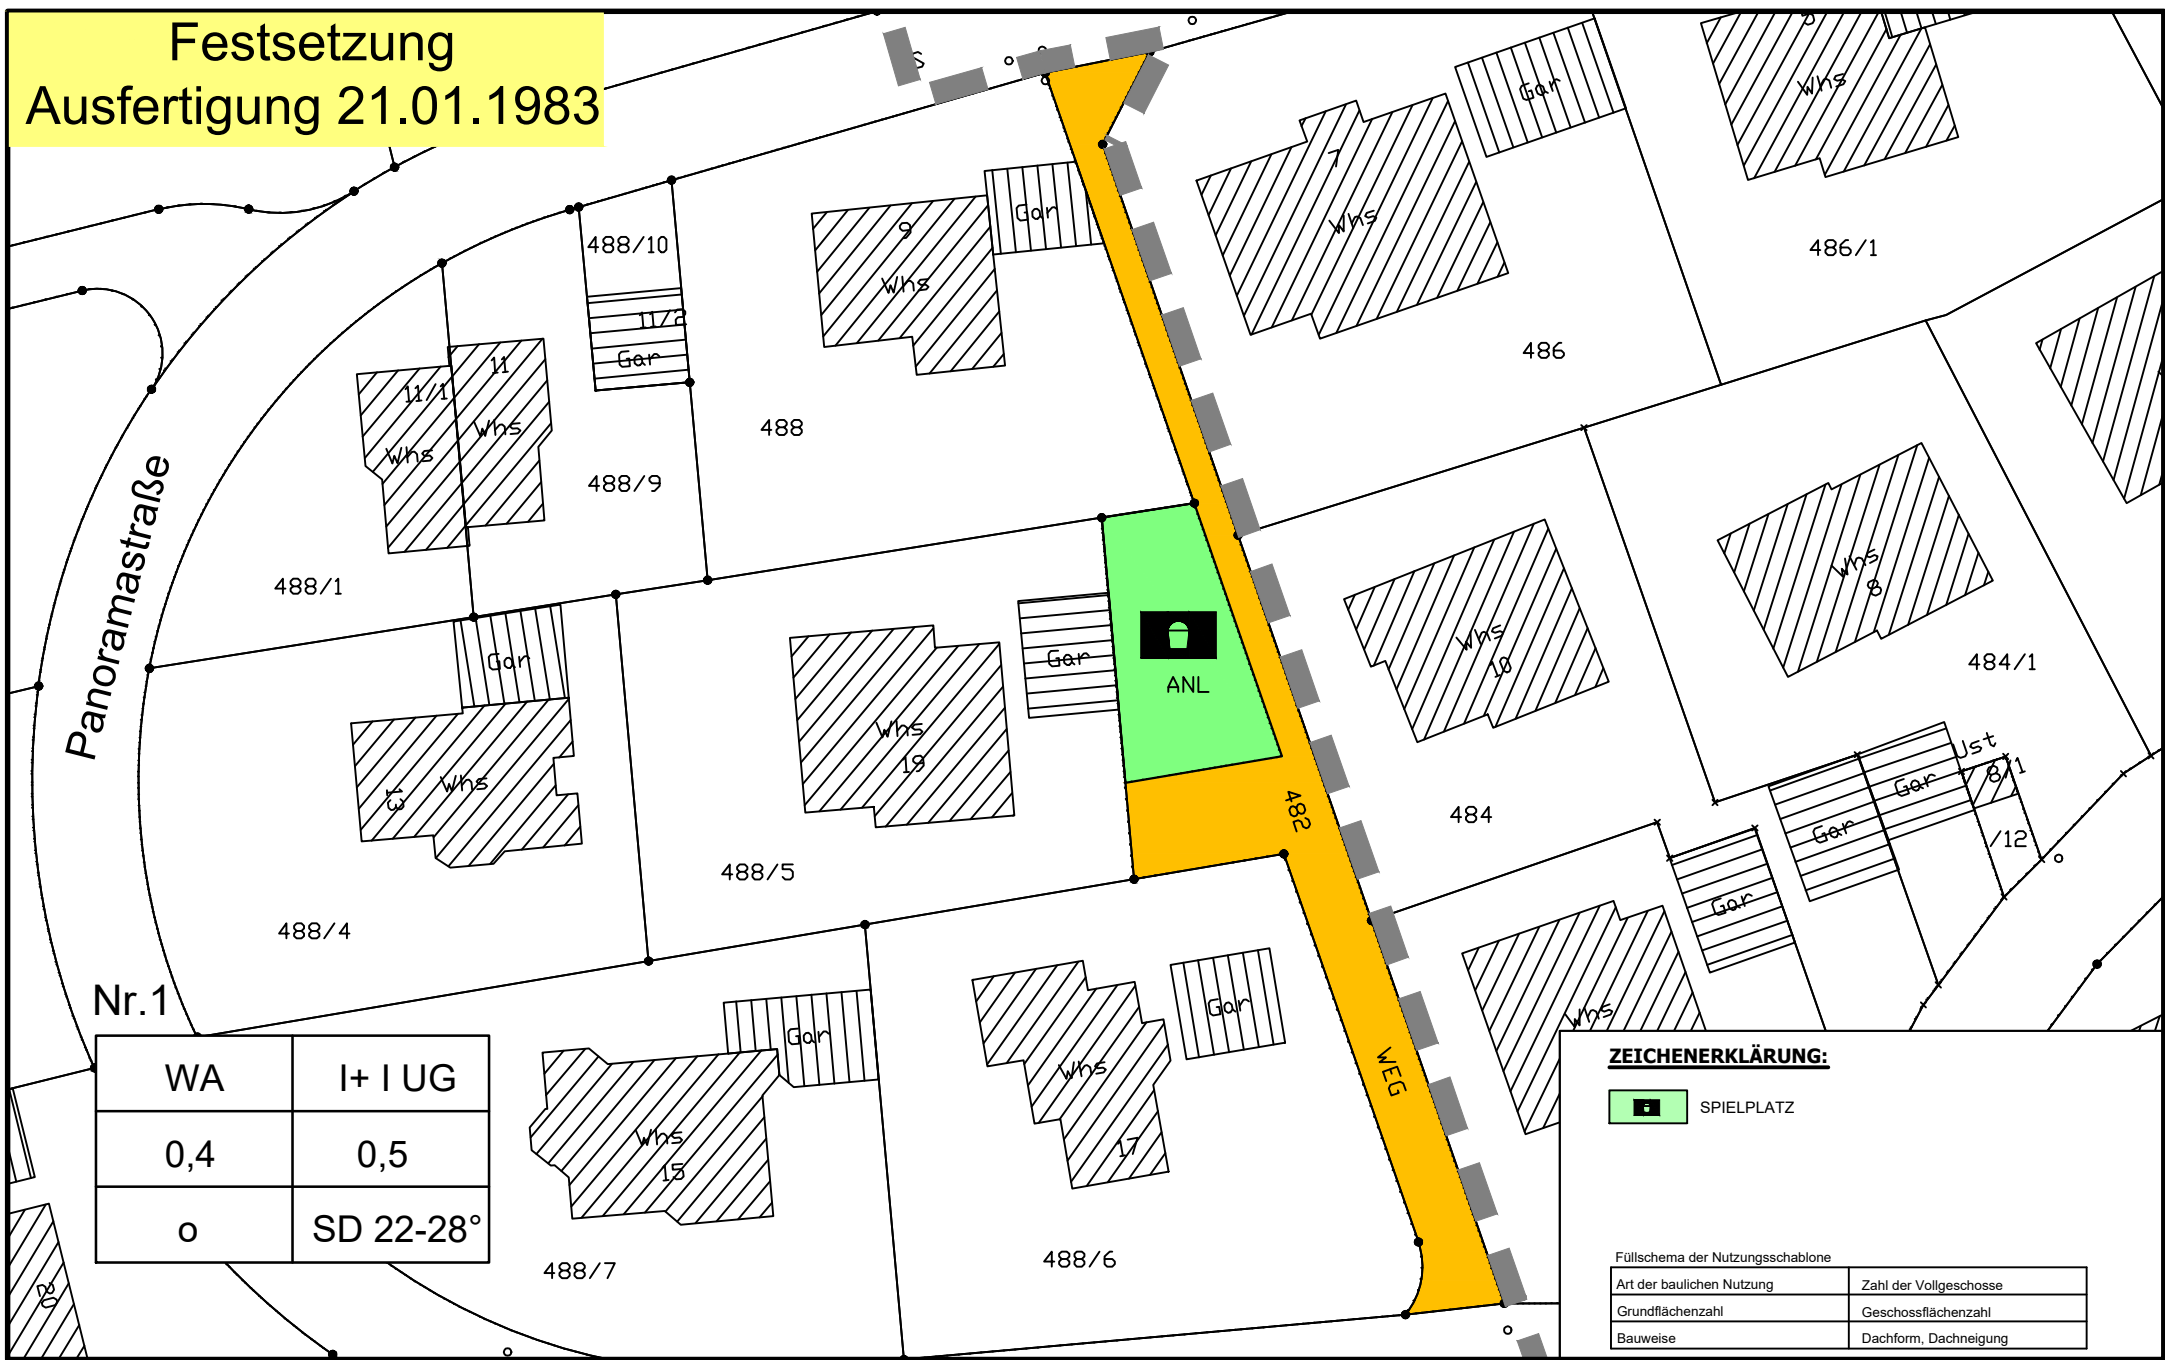 Festsetzung
Ausfertigung 21.01.1983
S
Gar
Whs
7
Whs
486/1
486
488/10
9
Whs
Gar
11/2
Gar
11
11/1
Whs
Whs
488
488/9
488/1
Panoramastraße
Gar
Whs
19
Gar
ANL
Whs
10
Whs
8
484/1
13
Whs
482
484
Ust
8/1
Gar
Gar
/12
Gar
488/5
488/4
Nr.1
WA I+ I UG
0,4 0,5
o SD 22-28°
Gar
Whs
15
Whs
17
Gar
WEG
Whs
488/7
488/6
20
ZEICHENERKLÄRUNG:
SPIELPLATZ
Füllschema der Nutzungsschablone
Art der baulichen Nutzung Zahl der Vollgeschosse
Grundflächenzahl Geschossflächenzahl
Bauweise Dachform, Dachneigung